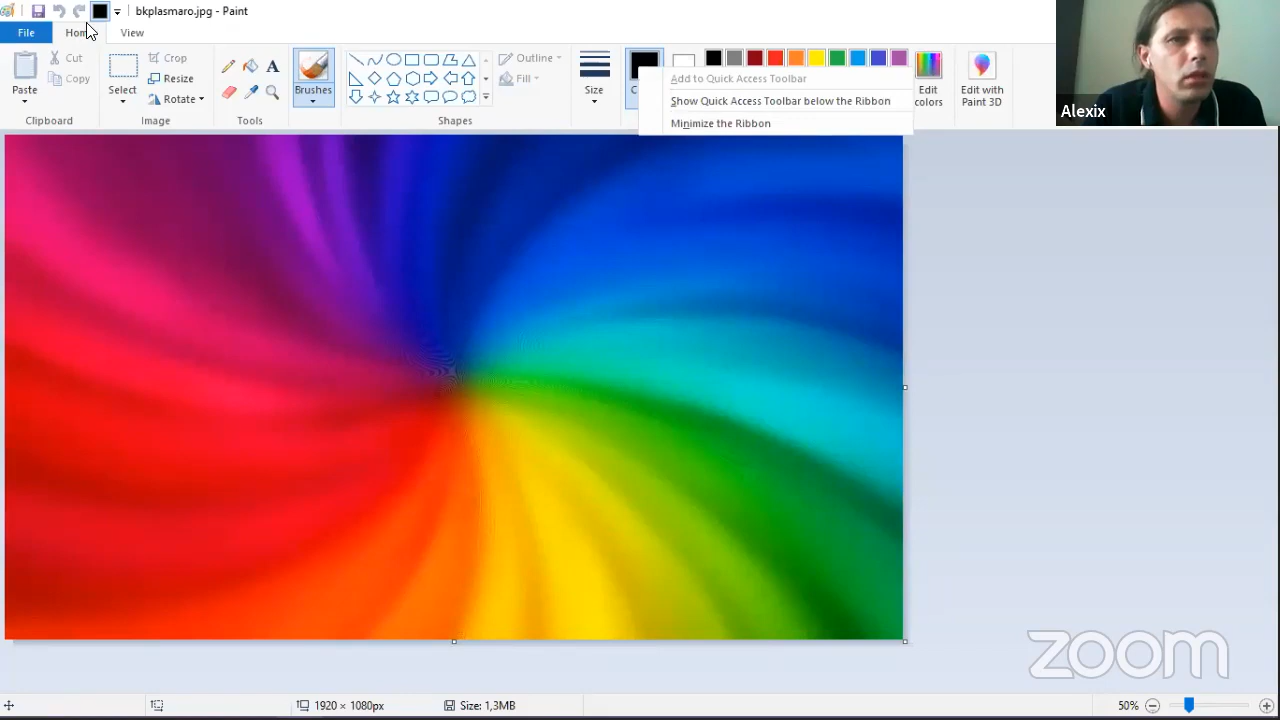 bkplasmaro.jpg - Paint
File
Hom
View
Paste
Cut
Copy
Clipboard
Select
Crop
Resize
Rotate
Image
A
Tools
Brushes
Shapes
Outline
Fill
Size
Add to Quick Access Toolbar
Show Quick Access Toolbar below the Ribbon
Minimize the Ribbon
Edit colors
Edit with Paint 3D
Alexix
zoom
1920 × 1080px
Size: 1,3MB
50%